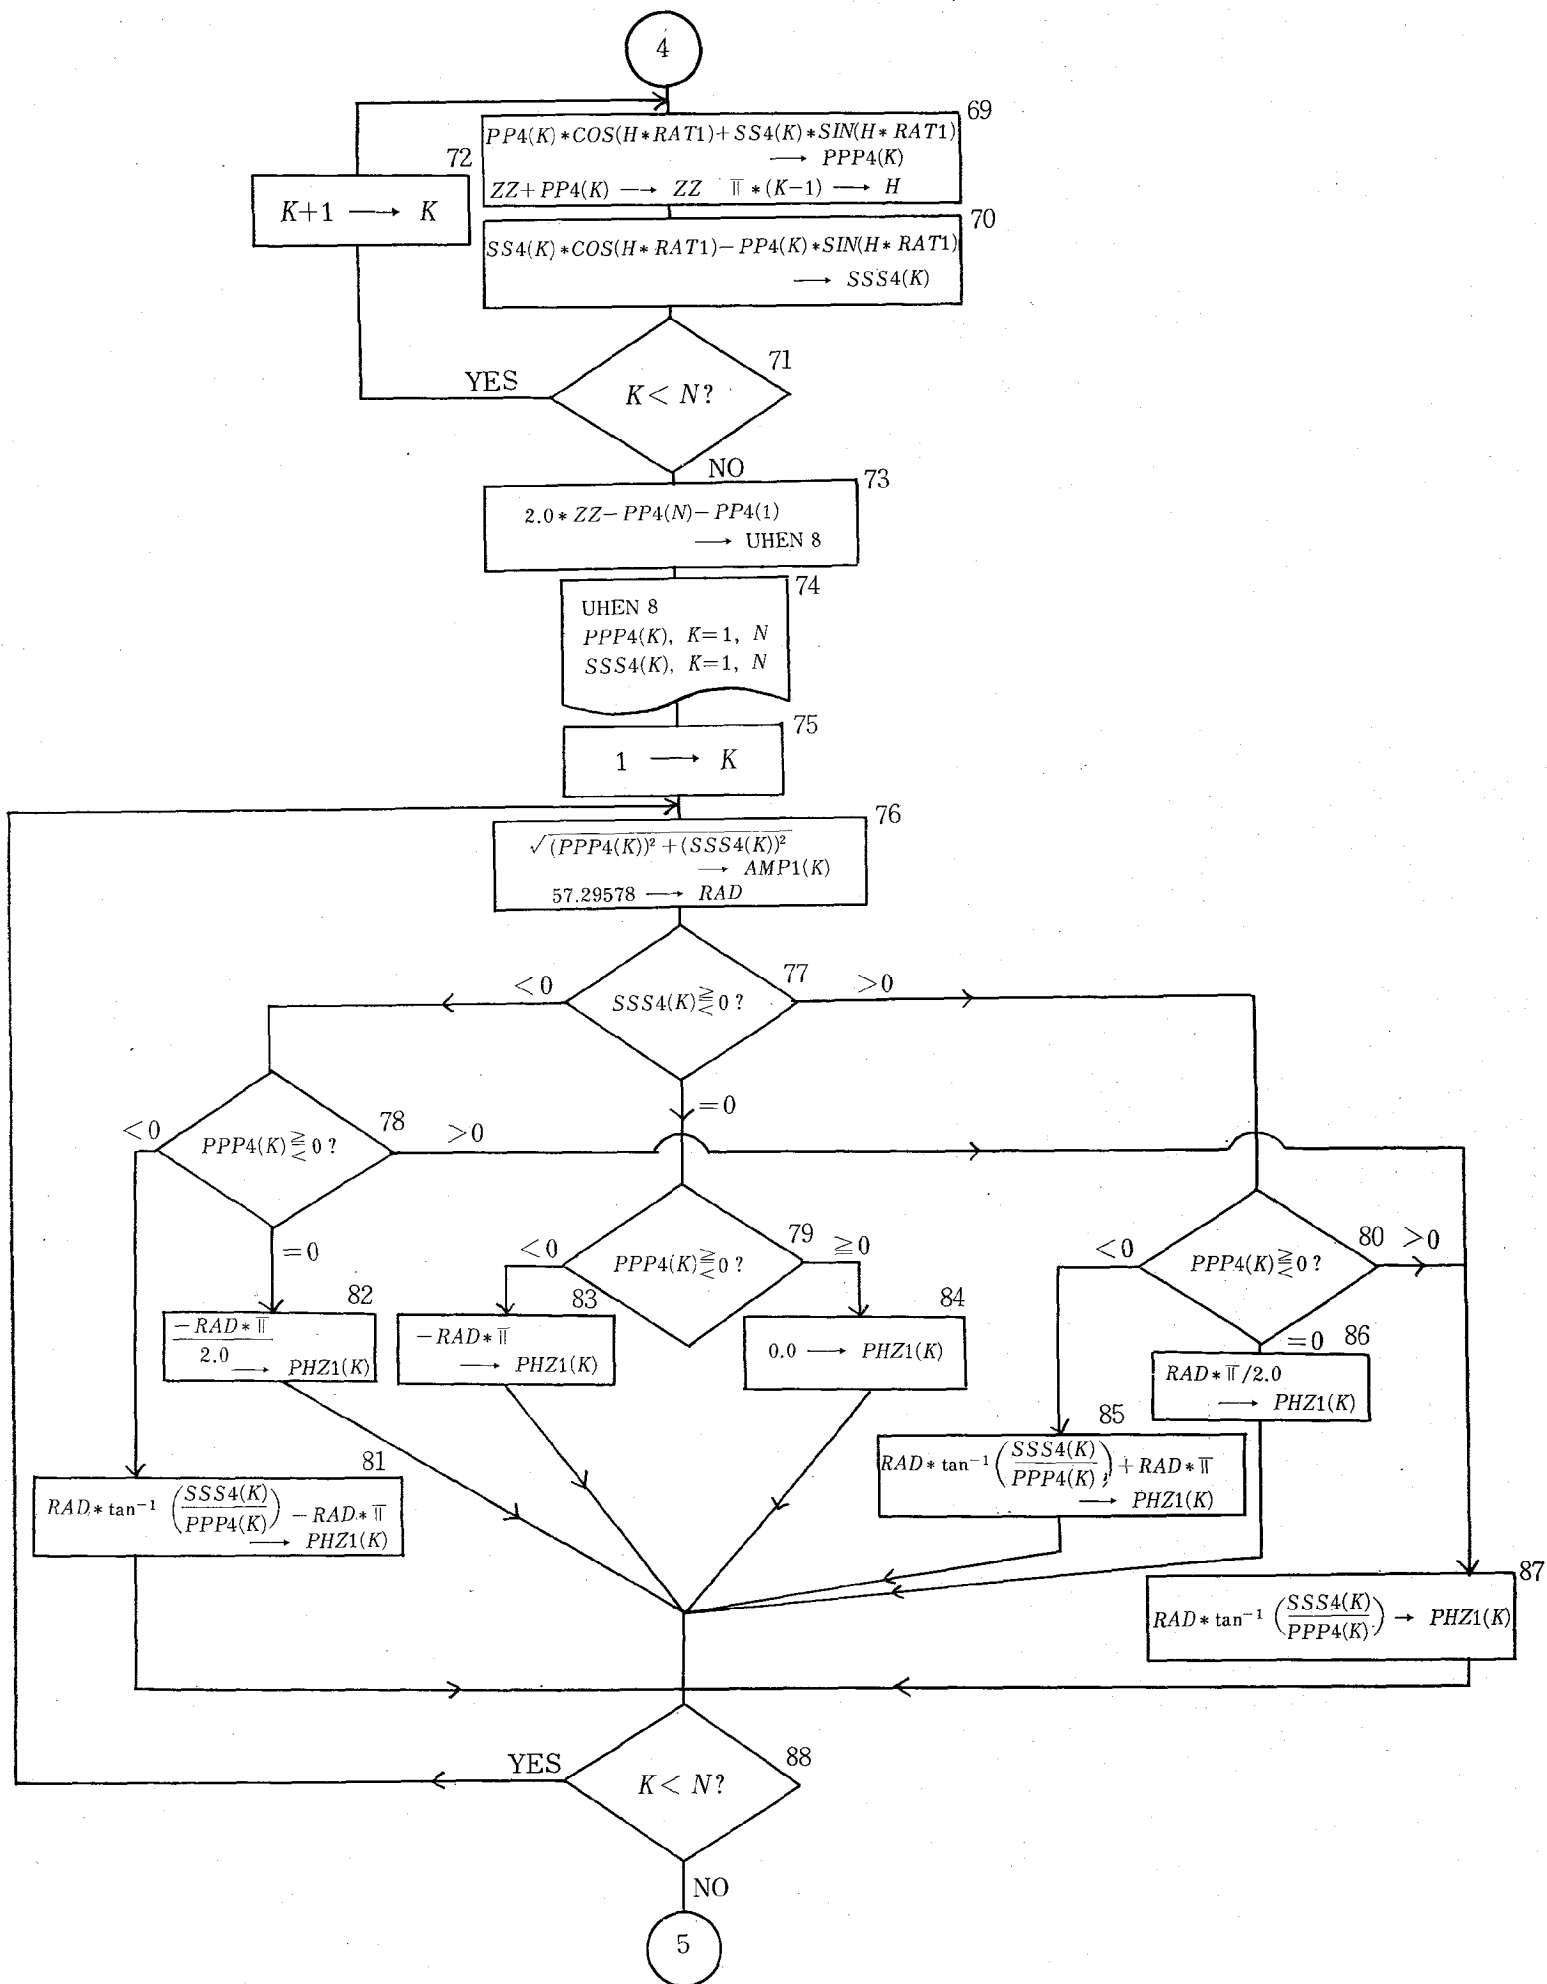 4
69
PP4(K)*COS(H*RAT1)+SS4(K)*SIN(H*RAT1)
→ PPP4(K)
ZZ+PP4(K) → ZZ π*(K−1) → H
72
K+1 → K
70
SS4(K)*COS(H*RAT1)−PP4(K)*SIN(H*RAT1)
→ SSS4(K)
71
YES
K < N?
NO
73
2.0*ZZ−PP4(N)−PP4(1)
→ UHEN 8
74
UHEN 8
PPP4(K), K=1, N
SSS4(K), K=1, N
75
1 → K
76
√(PPP4(K))²+(SSS4(K))²
→ AMP1(K)
57.29578 → RAD
77
<0
SSS4(K)≧<0?
>0
=0
78
<0
PPP4(K)≧<0?
>0
=0
79
<0
PPP4(K)≧<0?
≧0
80
<0
PPP4(K)≧<0?
>0
=0
82
−RAD*π
2.0
→ PHZ1(K)
83
−RAD*π
→ PHZ1(K)
84
0.0 → PHZ1(K)
86
RAD*π/2.0
→ PHZ1(K)
85
RAD*tan⁻¹(SSS4(K)/PPP4(K))+RAD*π
→ PHZ1(K)
81
RAD*tan⁻¹(SSS4(K)/PPP4(K))−RAD*π
→ PHZ1(K)
87
RAD*tan⁻¹(SSS4(K)/PPP4(K)) → PHZ1(K)
88
YES
K < N?
NO
5